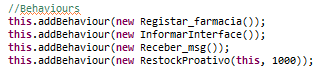 //Behaviours
this.addBehaviour(new Registar_farmacia());
this.addBehaviour(new InformarInterface());
this.addBehaviour(new Receber_msg());
this.addBehaviour(new RestockProativo(this, 1000));